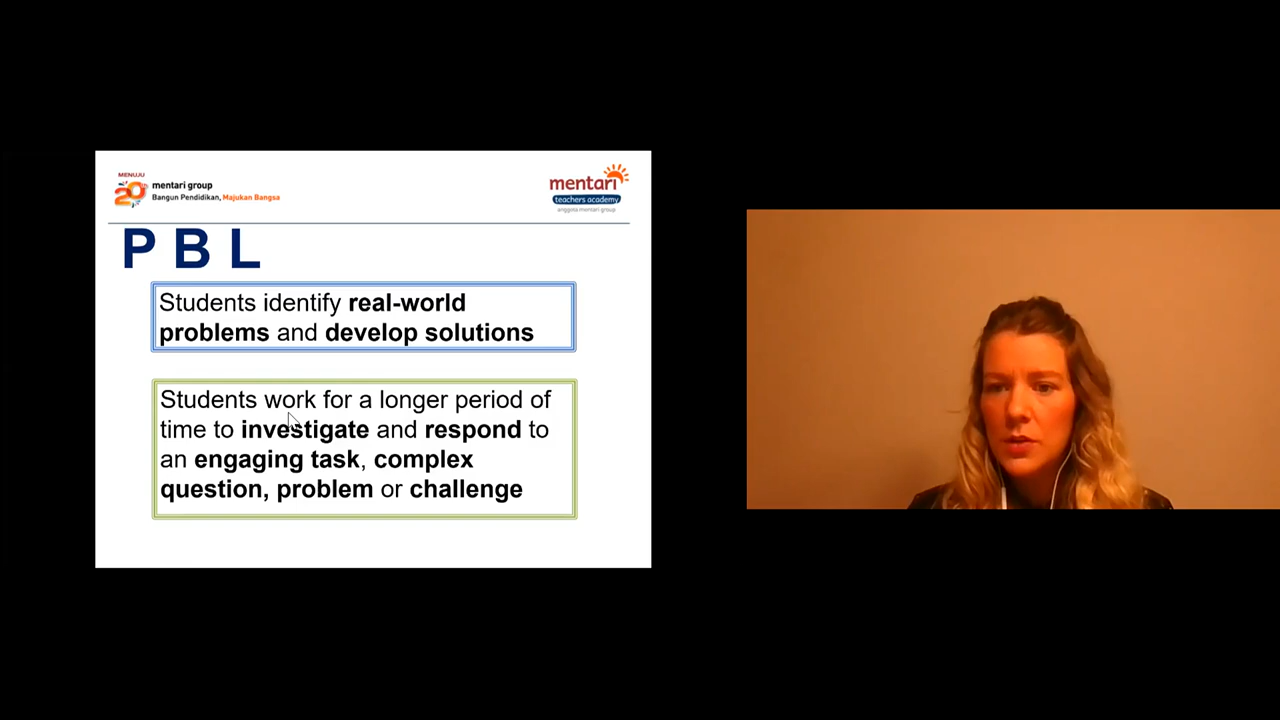 MENUJU
20th
mentari group
Bangun Pendidikan, Majukan Bangsa
mentari
teachers academy
anggota mentari group
P B L
Students identify real-world
problems and develop solutions
Students work for a longer period of
time to investigate and respond to
an engaging task, complex
question, problem or challenge